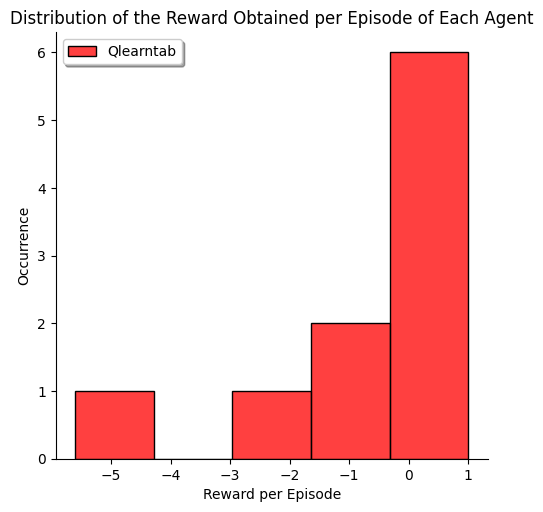 Distribution of the Reward Obtained per Episode of Each Agent
Qlearntab
6
5
4
3
2
1
0
Occurrence
−5 −4 −3 −2 −1 0 1
Reward per Episode